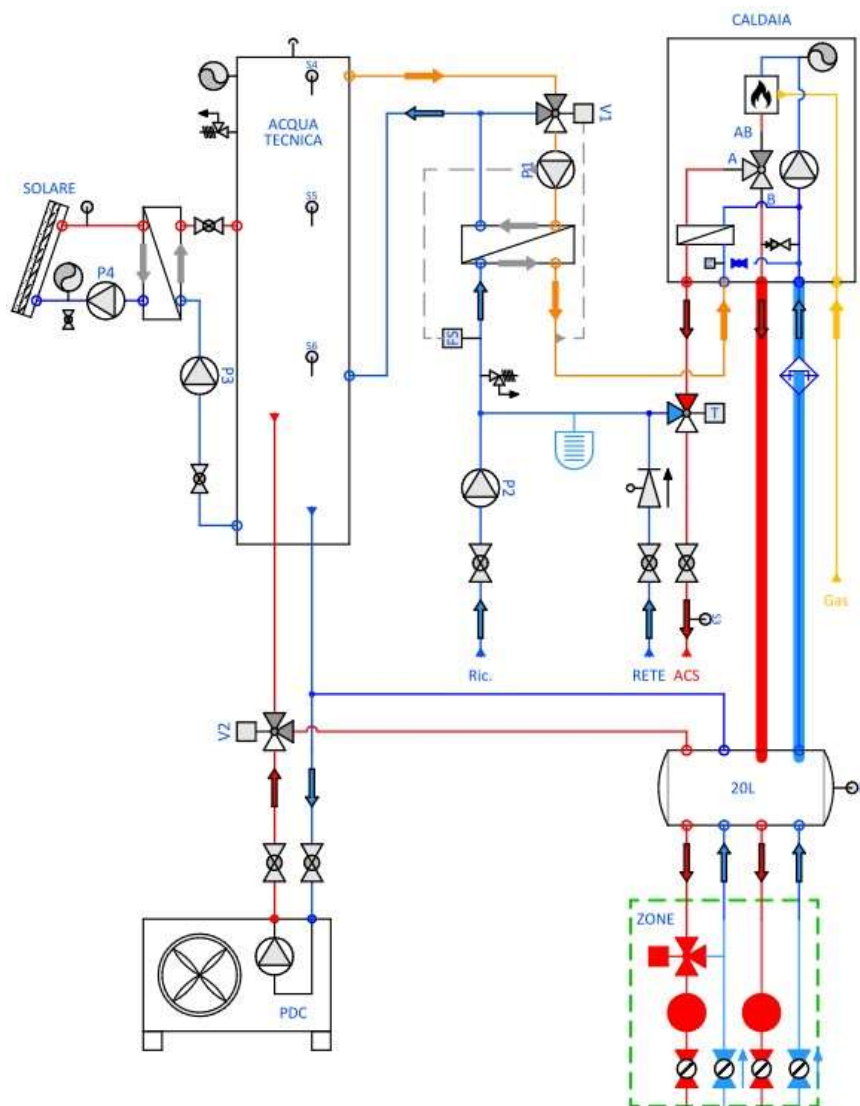 CALDAIA
S4
ACQUA
TECNICA
V1
AB
A
P1
B
SOLARE
S5
P4
FS
S6
P3
T
P2
Gas
S3
Ric.
RETE
ACS
V2
20L
ZONE
PDC